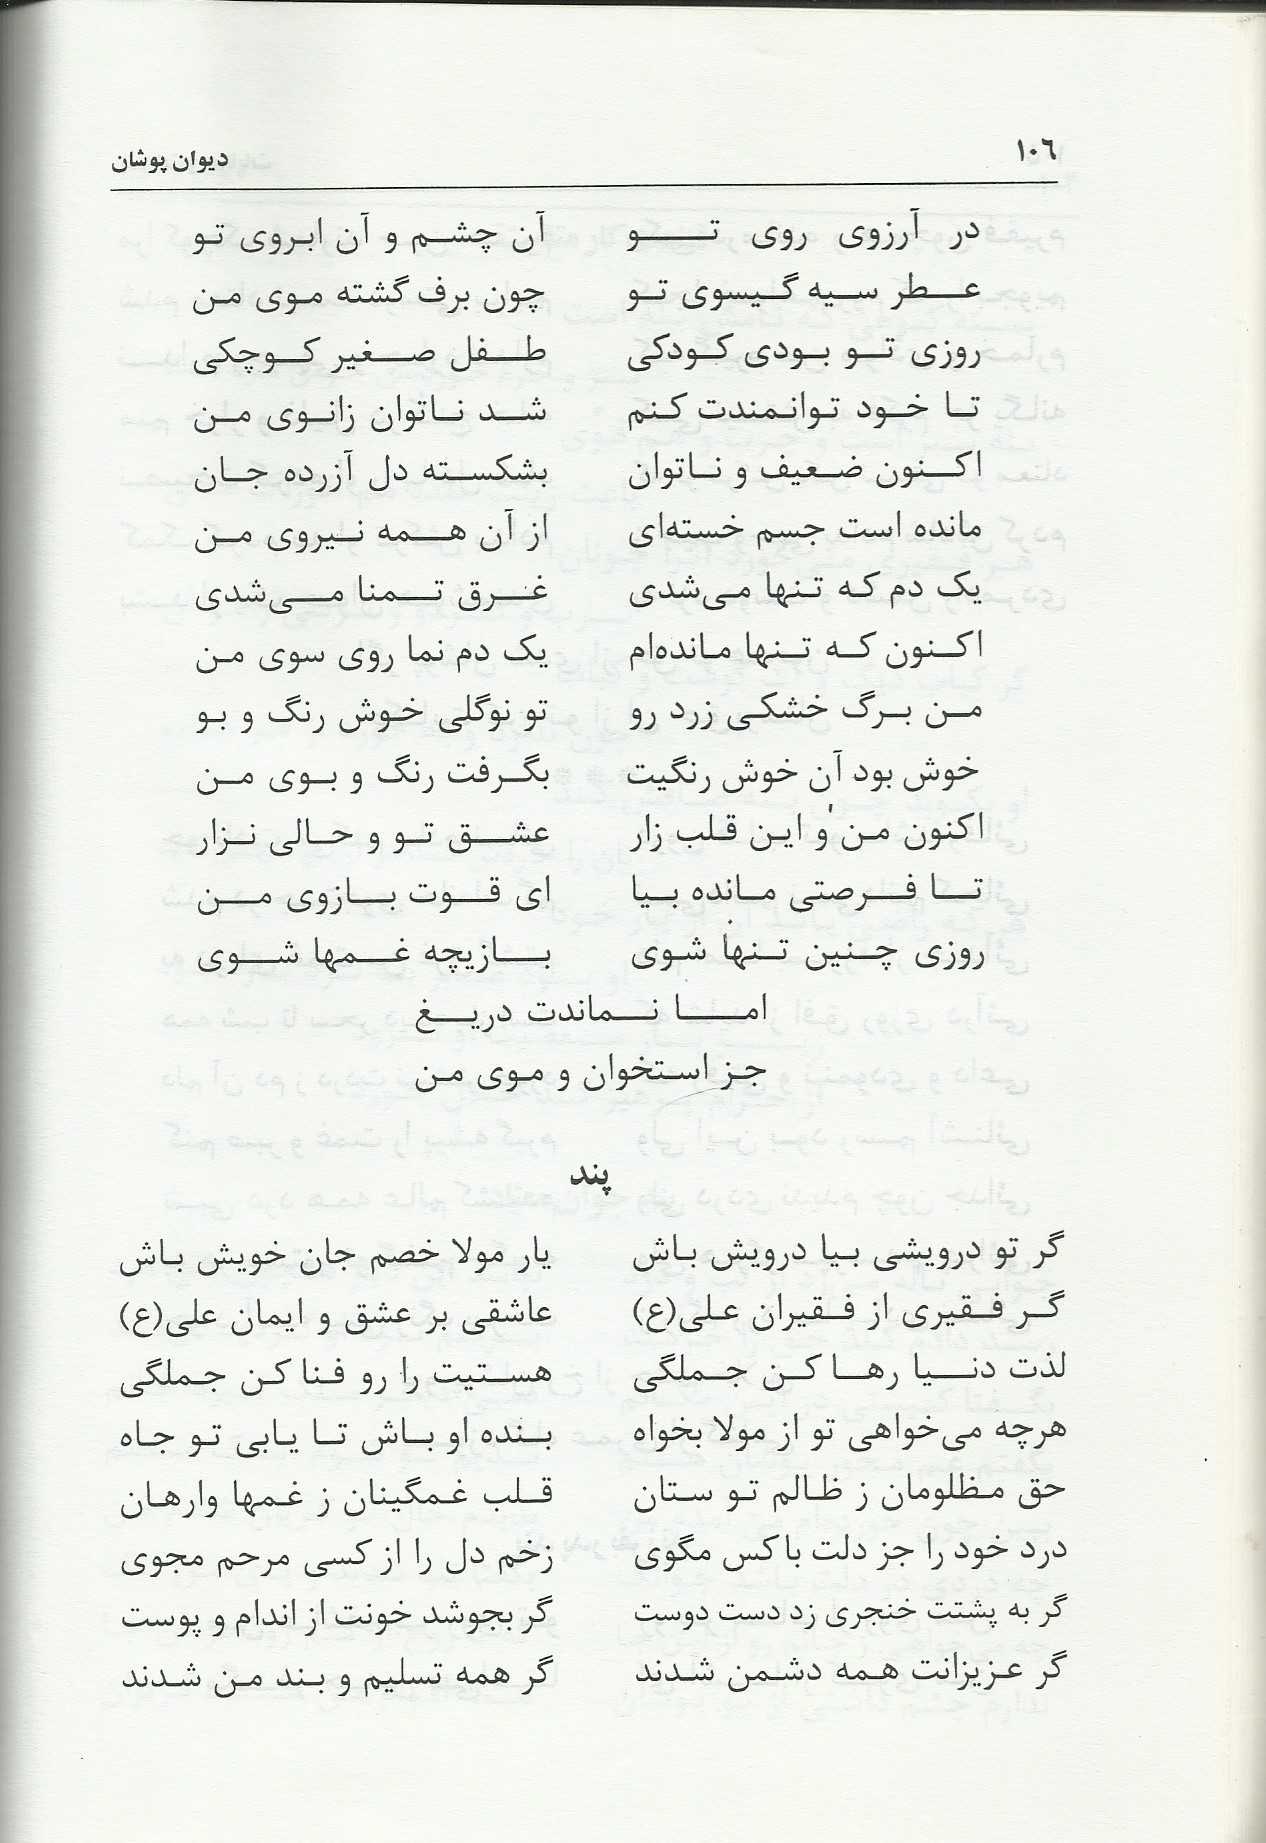 ۱۰۶ دیوان پوشان
در آرزوی روی تو آن چشم و آن ابروی تو
عطر سیه گیسوی تو چون برف گشته موی من
روزی تو بودی کودکی طفل صغیر کوچکی
تا خود توانمندت کنم شد ناتوان زانوی من
اکنون ضعیف و ناتوان بشکسته دل آزرده جان
مانده است جسم خسته‌ای از آن همه نیروی من
یک دم که تنها می‌شدی غرق تمنا می‌شدی
اکنون که تنها مانده‌ام یک دم نما روی سوی من
من برگ خشکی زرد رو تو نوگلی خوش رنگ و بو
خوش بود آن خوش رنگیت بگرفت رنگ و بوی من
اکنون من و این قلب زار عشق تو و حالی نزار
تا فرصتی مانده بیا ای قوت بازوی من
روزی چنین تنها شوی بازیچه غمها شوی
اما نماندت دریغ
جز استخوان و موی من
پند
گر تو درویشی بیا درویش باش یار مولا خصم جان خویش باش
گر فقیری از فقیران علی(ع) عاشقی بر عشق و ایمان علی(ع)
لذت دنیا رها کن جملگی هستیت را رو فنا کن جملگی
هرچه می‌خواهی تو از مولا بخواه بنده او باش تا یابی تو جاه
حق مظلومان ز ظالم تو ستان قلب غمگینان ز غمها وارهان
درد خود را جز دلت با کس مگوی زخم دل را از کسی مرحم مجوی
گر به پشتت خنجری زد دست دوست گر بجوشد خونت از اندام و پوست
گر عزیزانت همه دشمن شدند گر همه تسلیم و بند من شدند